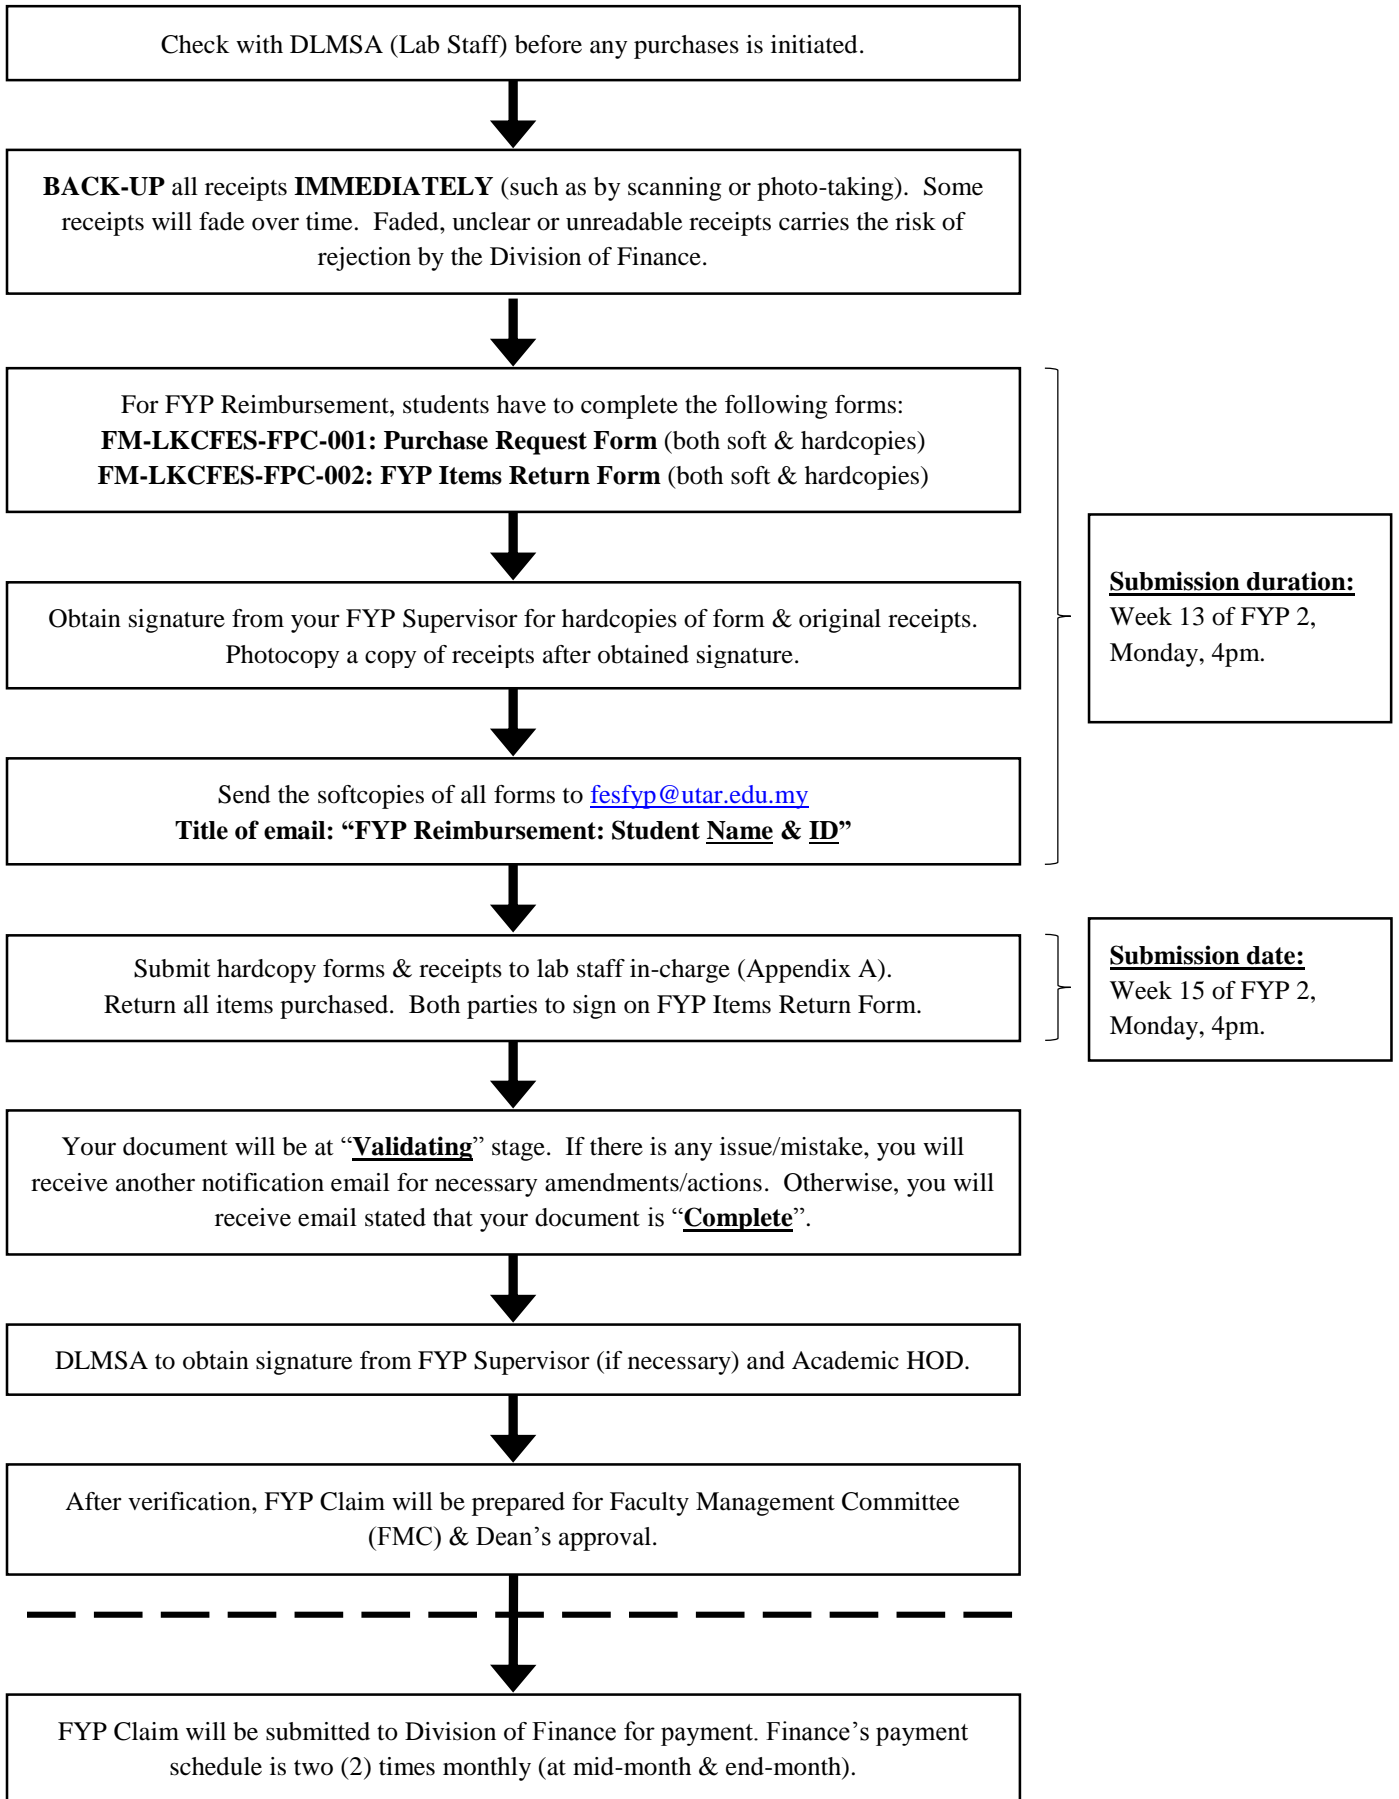 Check with DLMSA (Lab Staff) before any purchases is initiated.
BACK-UP all receipts IMMEDIATELY (such as by scanning or photo-taking).  Some
receipts will fade over time.  Faded, unclear or unreadable receipts carries the risk of
rejection by the Division of Finance.
For FYP Reimbursement, students have to complete the following forms:
FM-LKCFES-FPC-001: Purchase Request Form (both soft & hardcopies)
FM-LKCFES-FPC-002: FYP Items Return Form (both soft & hardcopies)
Obtain signature from your FYP Supervisor for hardcopies of form & original receipts.
Photocopy a copy of receipts after obtained signature.
Send the softcopies of all forms to fesfyp@utar.edu.my
Title of email: “FYP Reimbursement: Student Name & ID”
Submission duration:
Week 13 of FYP 2,
Monday, 4pm.
Submit hardcopy forms & receipts to lab staff in-charge (Appendix A).
Return all items purchased.  Both parties to sign on FYP Items Return Form.
Submission date:
Week 15 of FYP 2,
Monday, 4pm.
Your document will be at “Validating” stage.  If there is any issue/mistake, you will
receive another notification email for necessary amendments/actions.  Otherwise, you will
receive email stated that your document is “Complete”.
DLMSA to obtain signature from FYP Supervisor (if necessary) and Academic HOD.
After verification, FYP Claim will be prepared for Faculty Management Committee
(FMC) & Dean’s approval.
FYP Claim will be submitted to Division of Finance for payment. Finance’s payment
schedule is two (2) times monthly (at mid-month & end-month).